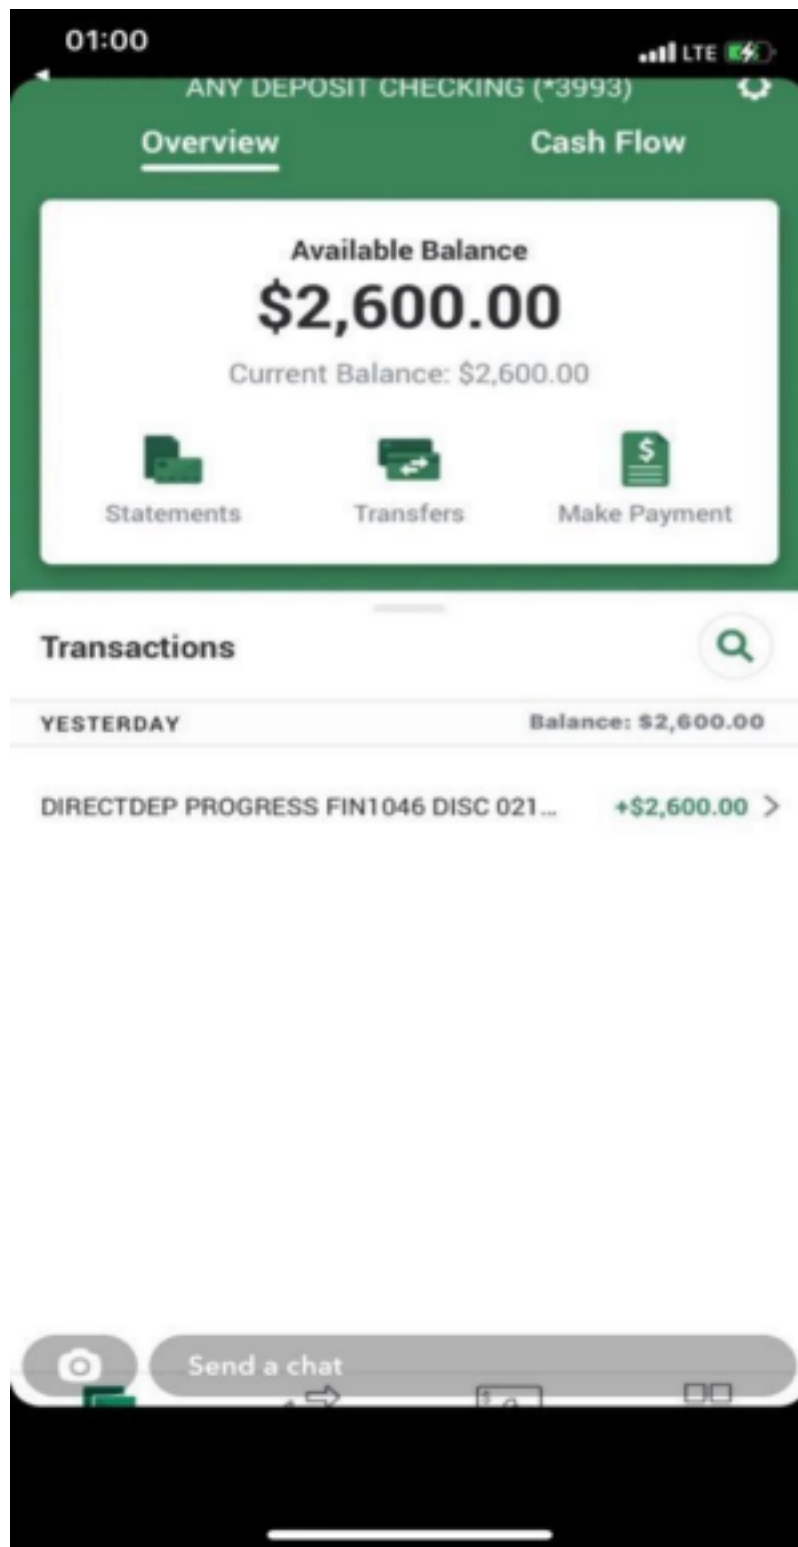 01:00
LTE
ANY DEPOSIT CHECKING (*3993)
Overview
Cash Flow
Available Balance
$2,600.00
Current Balance: $2,600.00
Statements
Transfers
Make Payment
Transactions
YESTERDAY
Balance: $2,600.00
DIRECTDEP PROGRESS FIN1046 DISC 021... +$2,600.00
Send a chat